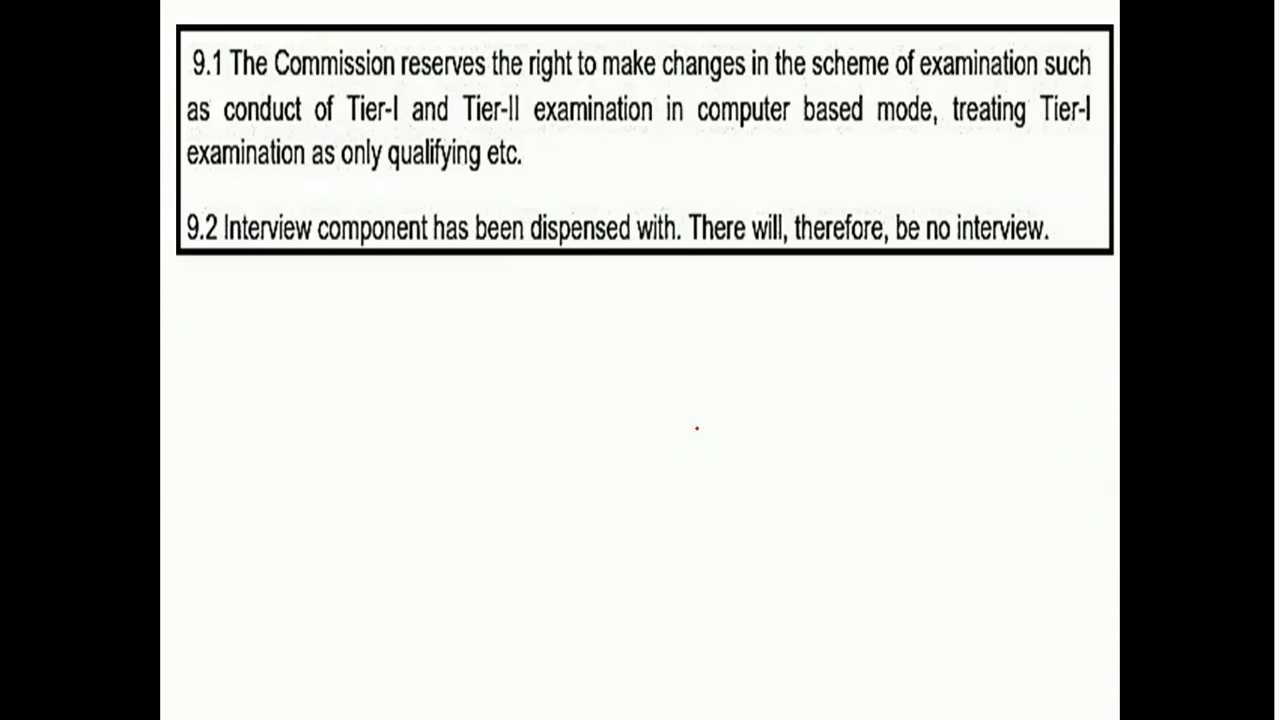 9.1 The Commission reserves the right to make changes in the scheme of examination such
as conduct of Tier-I and Tier-II examination in computer based mode, treating Tier-I
examination as only qualifying etc.
9.2 Interview component has been dispensed with. There will, therefore, be no interview.